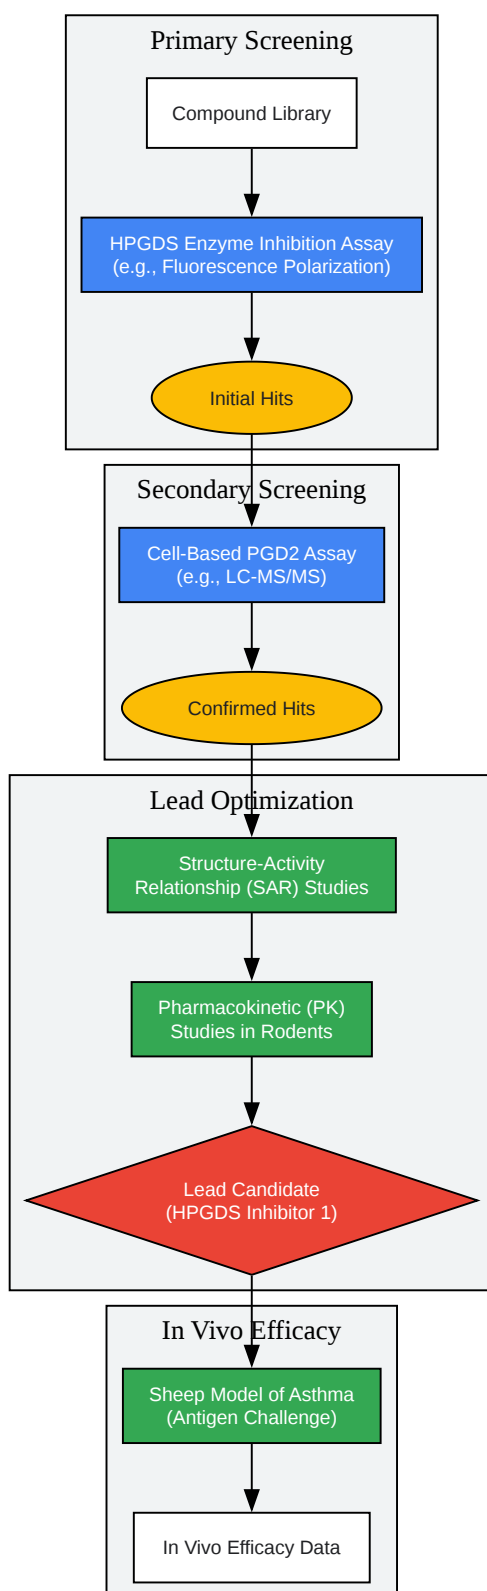 Primary Screening
Compound Library
HPGDS Enzyme Inhibition Assay
(e.g., Fluorescence Polarization)
Initial Hits
Secondary Screening
Cell-Based PGD2 Assay
(e.g., LC-MS/MS)
Confirmed Hits
Lead Optimization
Structure-Activity
Relationship (SAR) Studies
Pharmacokinetic (PK)
Studies in Rodents
Lead Candidate
(HPGDS Inhibitor 1)
In Vivo Efficacy
Sheep Model of Asthma
(Antigen Challenge)
In Vivo Efficacy Data